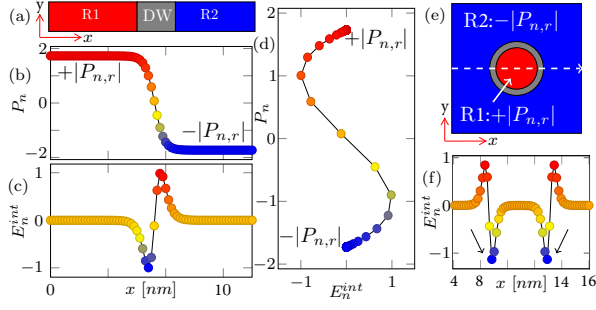 (a) y x R1 DW R2
(b) P_n 2 0 −2 +|P_{n,r}| −|P_{n,r}|
(c) E_n^{int} 1 0 −1
0 x [nm] 12
(d) P_n 2 1 0 −1 −2 +|P_{n,r}| −|P_{n,r}|
−1 0 1
E_n^{int}
(e) R2:−|P_{n,r}|
R1:+|P_{n,r}|
y x
(f) E_n^{int} 1 0 −1
4 8 x [nm] 14 16